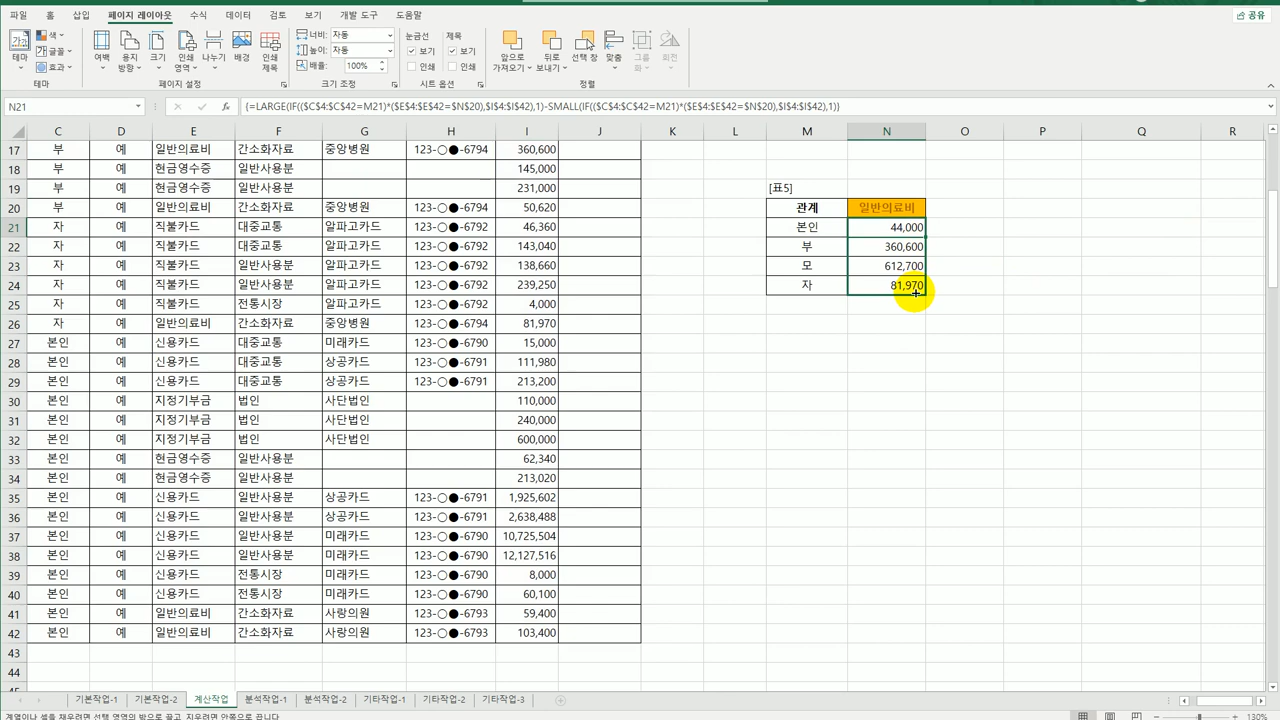 파일 홈 삽입 페이지 레이아웃 수식 데이터 검토 보기 개발 도구 도움말 공유
테마 색 글꼴 효과 여백 용지 방향 크기 인쇄 영역 나누기 배경 인쇄 제목 너비: 자동 높이: 자동 배율: 100% 눈금선 보기 인쇄 제목 보기 인쇄 앞으로 가져오기 뒤로 보내기 선택 창 맞춤 그룹화 회전
테마 페이지 설정 크기 조정 시트 옵션 정렬
N21 fx {=LARGE(IF(($C$4:$C$42=M21)*($E$4:$E$42=$N$20),$I$4:$I$42),1)-SMALL(IF(($C$4:$C$42=M21)*($E$4:$E$42=$N$20),$I$4:$I$42),1)}
C D E F G H I J K L M N O P Q R
17 부 예 일반의료비 간소화자료 중앙병원 123-○●-6794 360,600
18 부 예 현금영수증 일반사용분 145,000
19 부 예 현금영수증 일반사용분 231,000 [표5]
20 부 예 일반의료비 간소화자료 중앙병원 123-○●-6794 50,620 관계 일반의료비
21 자 예 직불카드 대중교통 알파고카드 123-○●-6792 46,360 본인 44,000
22 자 예 직불카드 대중교통 알파고카드 123-○●-6792 143,040 부 360,600
23 자 예 직불카드 일반사용분 알파고카드 123-○●-6792 138,660 모 612,700
24 자 예 직불카드 일반사용분 알파고카드 123-○●-6792 239,250 자 81,970
25 자 예 직불카드 전통시장 알파고카드 123-○●-6792 4,000
26 자 예 일반의료비 간소화자료 중앙병원 123-○●-6794 81,970
27 본인 예 신용카드 대중교통 미래카드 123-○●-6790 15,000
28 본인 예 신용카드 대중교통 상공카드 123-○●-6791 111,980
29 본인 예 신용카드 대중교통 상공카드 123-○●-6791 213,200
30 본인 예 지정기부금 법인 사단법인 110,000
31 본인 예 지정기부금 법인 사단법인 240,000
32 본인 예 지정기부금 법인 사단법인 600,000
33 본인 예 현금영수증 일반사용분 62,340
34 본인 예 현금영수증 일반사용분 213,020
35 본인 예 신용카드 일반사용분 상공카드 123-○●-6791 1,925,602
36 본인 예 신용카드 일반사용분 상공카드 123-○●-6791 2,638,488
37 본인 예 신용카드 일반사용분 미래카드 123-○●-6790 10,725,504
38 본인 예 신용카드 일반사용분 미래카드 123-○●-6790 12,127,516
39 본인 예 신용카드 전통시장 미래카드 123-○●-6790 8,000
40 본인 예 신용카드 전통시장 미래카드 123-○●-6790 60,100
41 본인 예 일반의료비 간소화자료 사랑의원 123-○●-6793 59,400
42 본인 예 일반의료비 간소화자료 사랑의원 123-○●-6793 103,400
43
44
기본작업-1 기본작업-2 계산작업 분석작업-1 분석작업-2 기타작업-1 기타작업-2 기타작업-3
130%